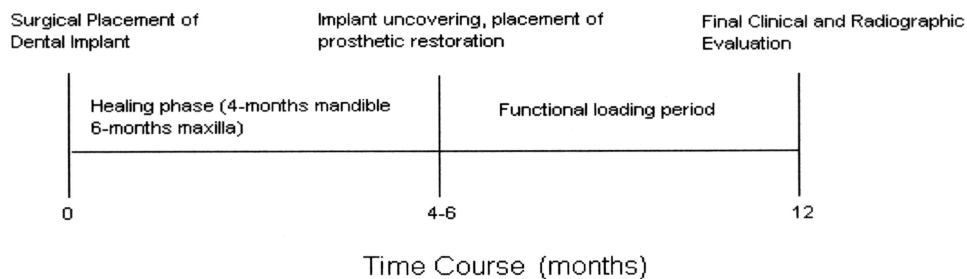 Surgical Placement of
Dental Implant
Implant uncovering, placement of
prosthetic restoration
Final Clinical and Radiographic
Evaluation
Healing phase (4-months mandible
6-months maxilla)
Functional loading period
0
4-6
12
Time Course (months)